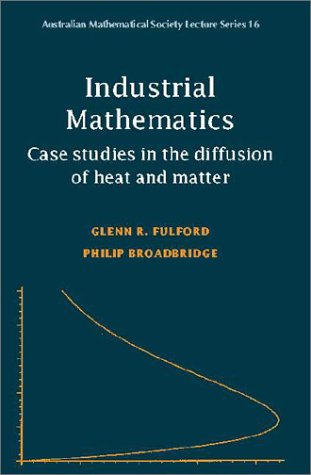 Australian Mathematical Society Lecture Series 16
Industrial
Mathematics
Case studies in the diffusion
of heat and matter
GLENN R. FULFORD
PHILIP BROADBRIDGE